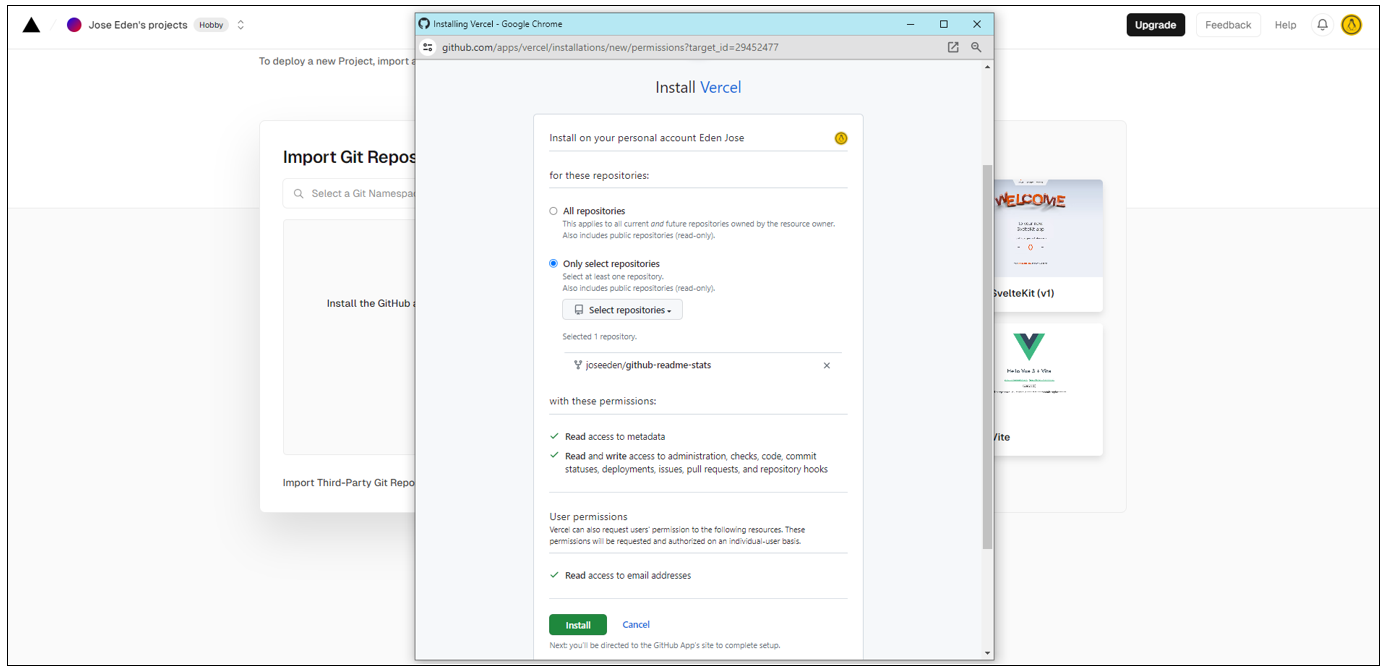 Jose Eden's projects Hobby
Upgrade Feedback Help
To deploy a new Project, import a
Import Git Repos
Select a Git Namespac
Install the GitHub a
Import Third-Party Git Repo
Installing Vercel - Google Chrome
github.com/apps/vercel/installations/new/permissions?target_id=29452477
Install Vercel
Install on your personal account Eden Jose
for these repositories:
All repositories
This applies to all current and future repositories owned by the resource owner.
Also includes public repositories (read-only).
Only select repositories
Select at least one repository.
Also includes public repositories (read-only).
Select repositories
Selected 1 repository.
joseeden/github-readme-stats
with these permissions:
Read access to metadata
Read and write access to administration, checks, code, commit
statuses, deployments, issues, pull requests, and repository hooks
User permissions
Vercel can also request users' permission to the following resources. These
permissions will be requested and authorized on an individual-user basis.
Read access to email addresses
Install Cancel
Next: you'll be directed to the GitHub App's site to complete setup.
WELCOME
0
SvelteKit (v1)
Vite